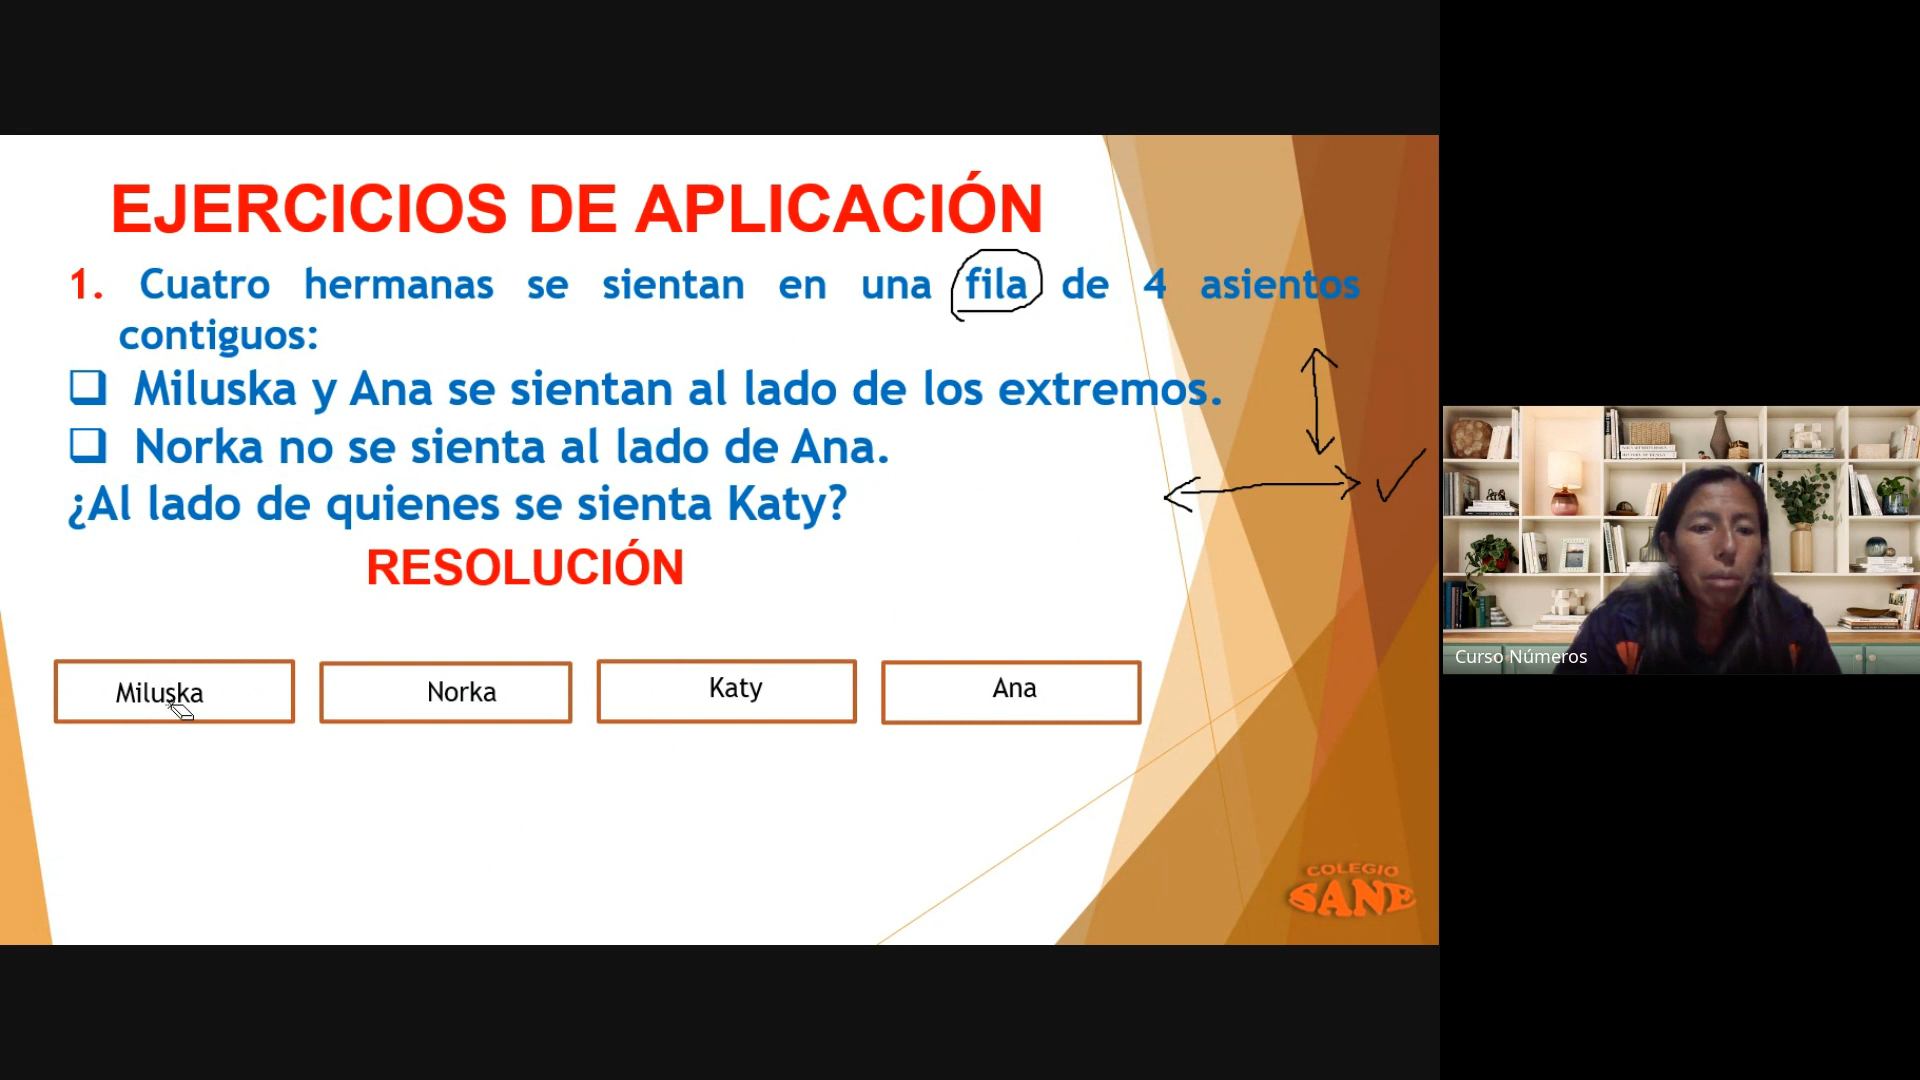 EJERCICIOS DE APLICACIÓN
1. Cuatro hermanas se sientan en una fila de 4 asientos
contiguos:
❑ Miluska y Ana se sientan al lado de los extremos.
❑ Norka no se sienta al lado de Ana.
¿Al lado de quienes se sienta Katy?
RESOLUCIÓN
Miluska
Norka
Katy
Ana
COLEGIO
SANE
Curso Números